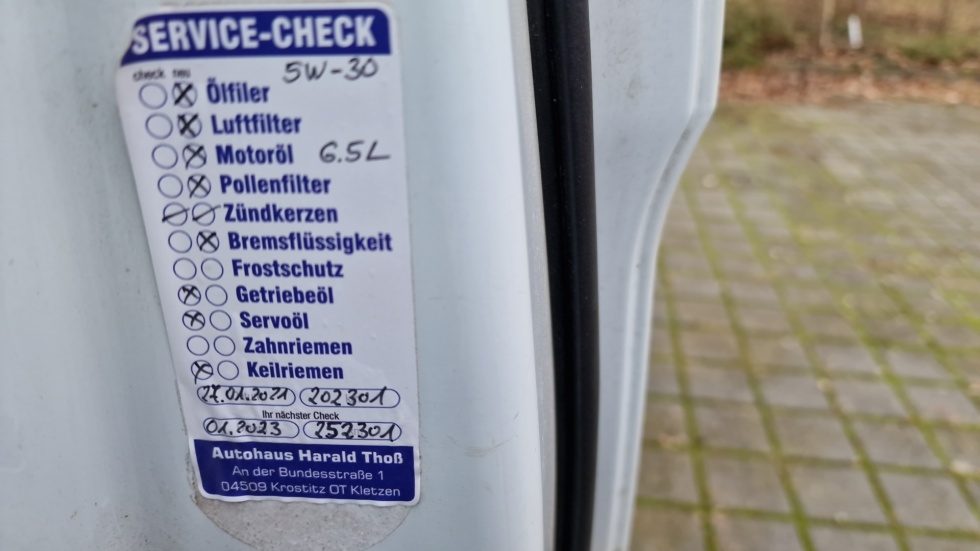 SERVICE-CHECK
check neu 5W-30
Ölfiler
Luftfilter
Motoröl 6.5L
Pollenfilter
Zündkerzen
Bremsflüssigkeit
Frostschutz
Getriebeöl
Servoöl
Zahnriemen
Keilriemen
27.01.2021 202301
Ihr nächster Check
01.2023 252301
Autohaus Harald Thoß
An der Bundesstraße 1
04509 Krostitz OT Kletzen